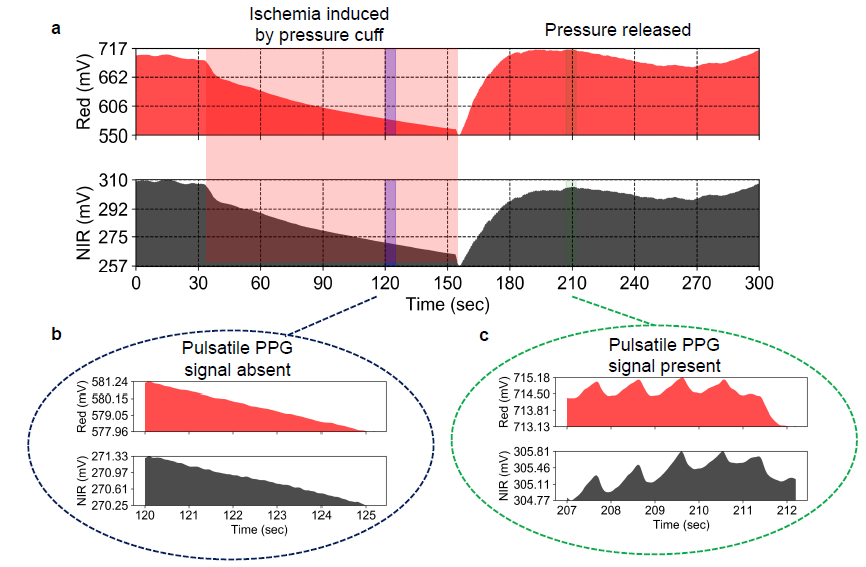 a
Ischemia induced
by pressure cuff
Pressure released
Red (mV)
717
662
606
550
NIR (mV)
310
292
275
257
0 30 60 90 120 150 180 210 240 270 300
Time (sec)
b
Pulsatile PPG
signal absent
Red (mV)
581.24
580.15
579.05
577.96
NIR (mV)
271.33
270.97
270.61
270.25
120 121 122 123 124 125
Time (sec)
c
Pulsatile PPG
signal present
Red (mV)
715.18
714.50
713.81
713.13
NIR (mV)
305.81
305.46
305.11
304.77
207 208 209 210 211 212
Time (sec)